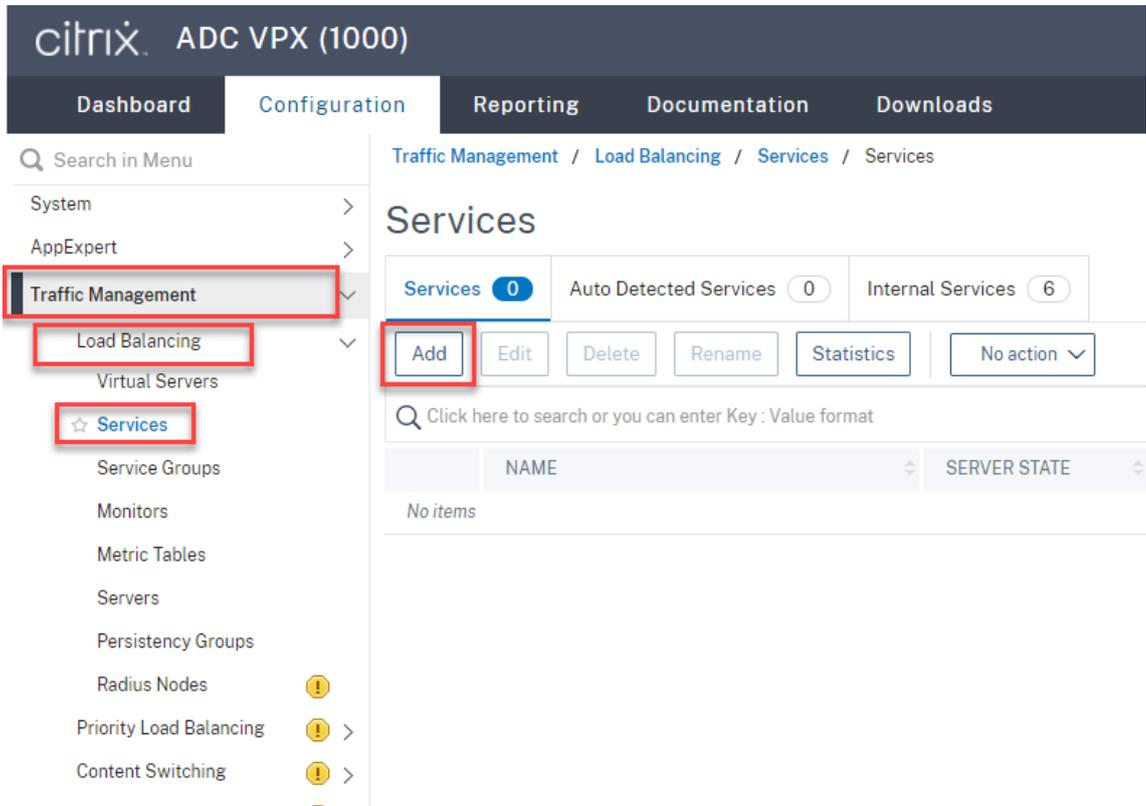 citrix. ADC VPX (1000)
Dashboard Configuration Reporting Documentation Downloads
Search in Menu
System
AppExpert
Traffic Management
Load Balancing
Virtual Servers
Services
Service Groups
Monitors
Metric Tables
Servers
Persistency Groups
Radius Nodes
Priority Load Balancing
Content Switching
Traffic Management / Load Balancing / Services / Services
Services
Services 0 Auto Detected Services 0 Internal Services 6
Add Edit Delete Rename Statistics No action
Click here to search or you can enter Key : Value format
NAME SERVER STATE
No items